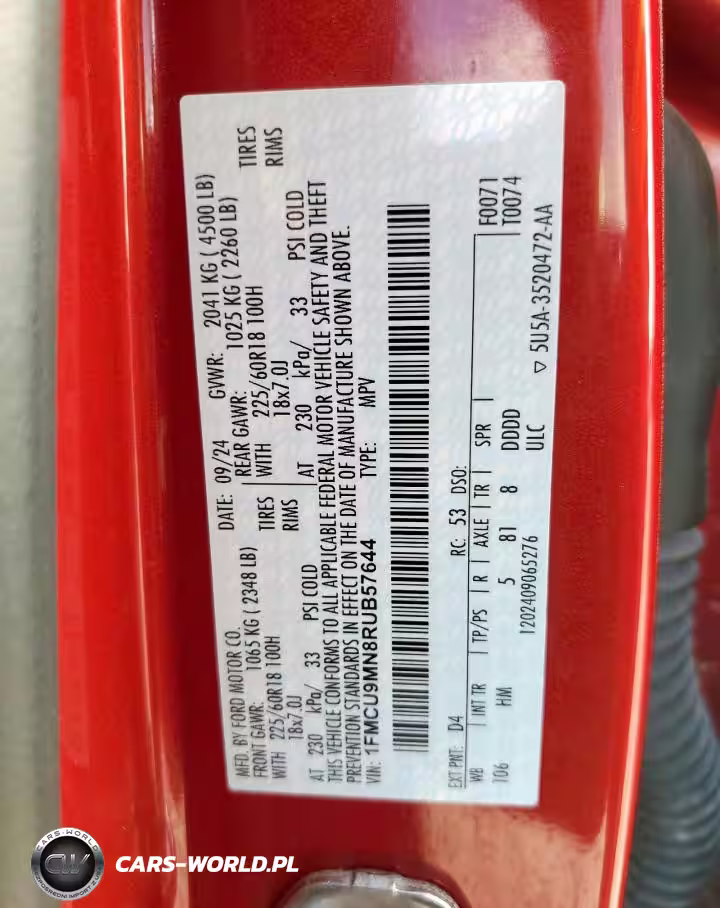 MFD. BY FORD MOTOR CO.
DATE: 09/24 GVWR: 2041 KG ( 4500 LB)
FRONT GAWR: 1065 KG ( 2348 LB) REAR GAWR: 1025 KG ( 2260 LB)
WITH 225/60R18 100H TIRES WITH 225/60R18 100H TIRES
18x7.0J RIMS 18x7.0J RIMS
AT 230 kPa/ 33 PSI COLD AT 230 kPa/ 33 PSI COLD
THIS VEHICLE CONFORMS TO ALL APPLICABLE FEDERAL MOTOR VEHICLE SAFETY AND THEFT
PREVENTION STANDARDS IN EFFECT ON THE DATE OF MANUFACTURE SHOWN ABOVE.
VIN: 1FMCU9MN8RUB57644 TYPE: MPV
EXT PNT: D4 RC: 53 DSO: F0071
WB INT TR TP/PS R AXLE TR SPR T0074
106 HM 5 81 8 DDDD
1202409065276 ULC ▽ 5U5A-3520472-AA
CARS-WORLD
CW
CARS-WORLD.PL